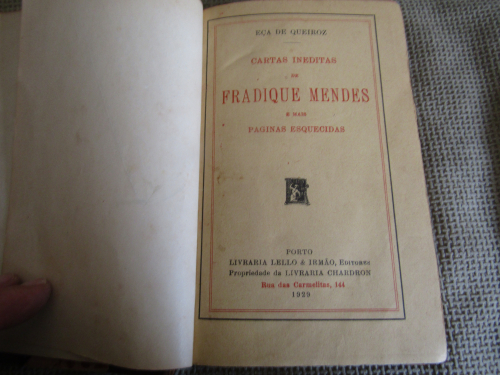 EÇA DE QUEIROZ
CARTAS INEDITAS
DE
FRADIQUE MENDES
E MAIS
PAGINAS ESQUECIDAS
PORTO
LIVRARIA LELLO & IRMÃO, EDITORES
Propriedade da LIVRARIA CHARDRON
Rua das Carmelitas, 144
1929